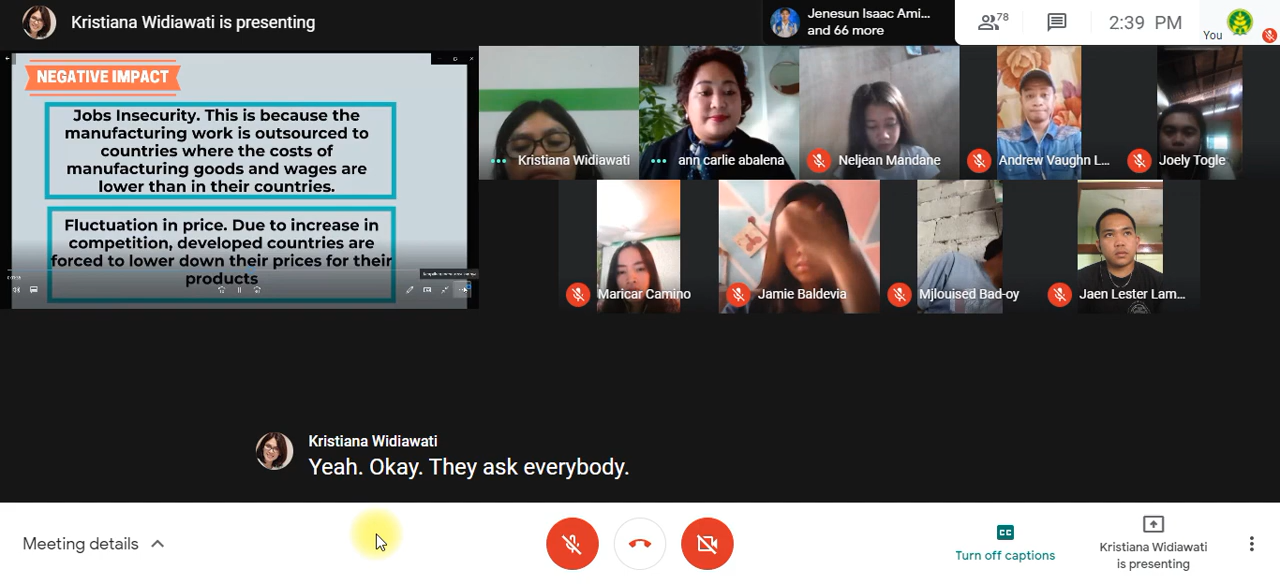 Kristiana Widiawati is presenting
Jenesun Isaac Ami...
and 66 more
78
2:39 PM
You
NEGATIVE IMPACT
Jobs Insecurity. This is because the
manufacturing work is outsourced to
countries where the costs of
manufacturing goods and wages are
lower than in their countries.
Fluctuation in price. Due to increase in
competition, developed countries are
forced to lower down their prices for their
products
Kristiana Widiawati
ann carlie abalena
Neljean Mandane
Andrew Vaughn L...
Joely Togle
Maricar Camino
Jamie Baldevia
Mjlouised Bad-oy
Jaen Lester Lam...
Kristiana Widiawati
Yeah. Okay. They ask everybody.
Meeting details
CC
Turn off captions
Kristiana Widiawati
is presenting